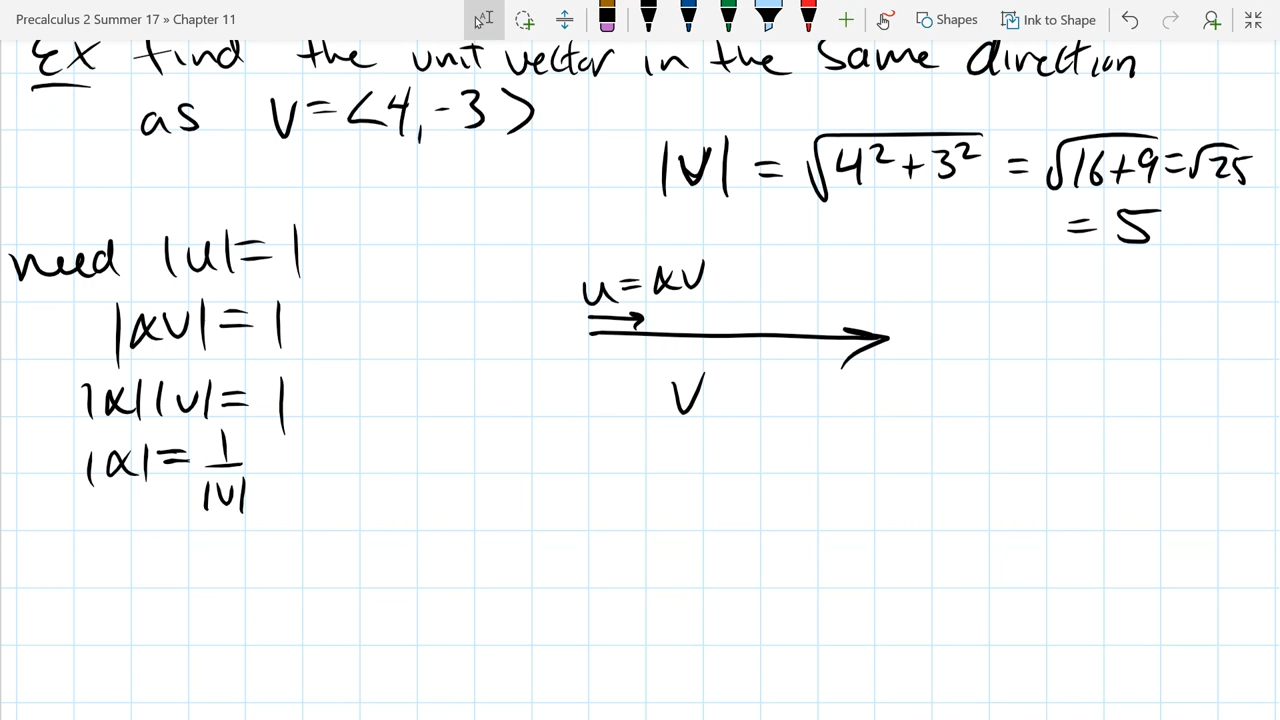 Precalculus 2 Summer 17 » Chapter 11
Shapes
Ink to Shape
Ex find the unit vector in the same direction
as v = <4, -3>
|v| = √4² + 3² = √16+9 = √25
= 5
need |u| = 1
|αv| = 1
|α||v| = 1
|α| = 1/|v|
u = αv
v